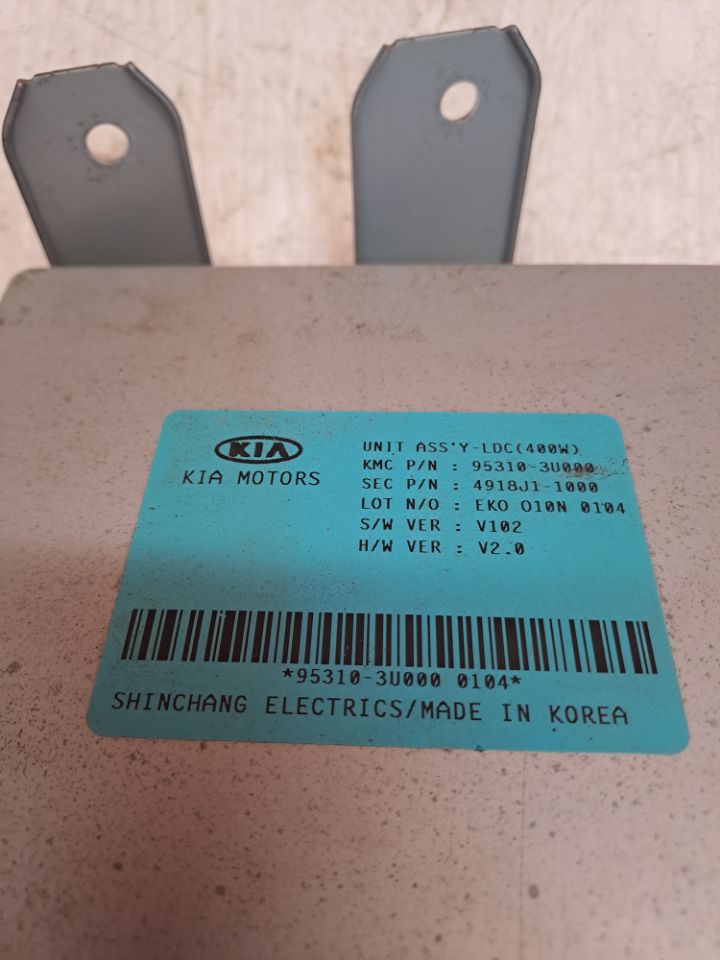 KIA
KIA MOTORS
UNIT ASS'Y-LDC(400W)
KMC P/N : 95310-3U000
SEC P/N : 4918J1-1000
LOT N/O : EKO O10N 0104
S/W VER : V102
H/W VER : V2.0
*95310-3U000 0104*
SHINCHANG ELECTRICS/MADE IN KOREA